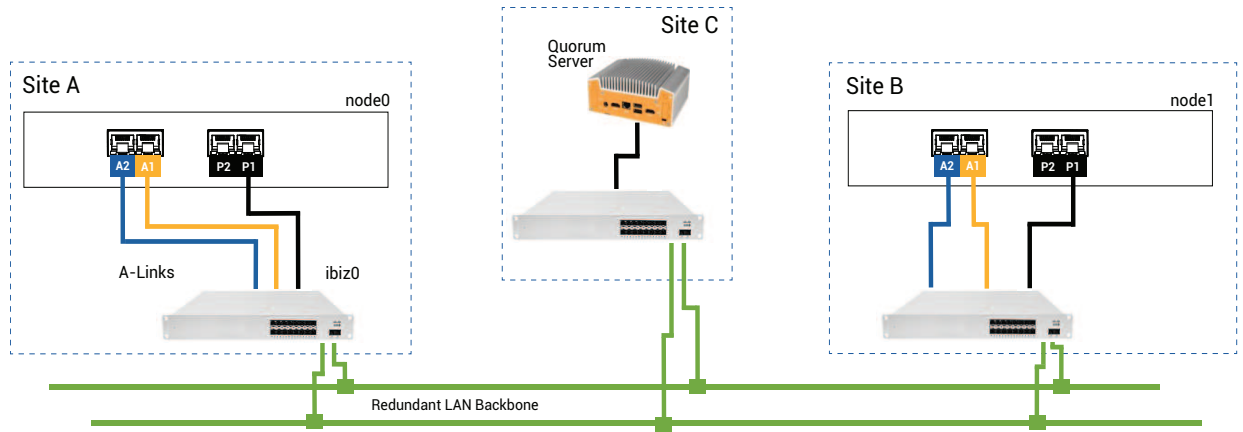 Site C
Quorum
Server
Site A
node0
A2 A1
P2 P1
A-Links
ibiz0
Site B
node1
A2 A1
P2 P1
Redundant LAN Backbone